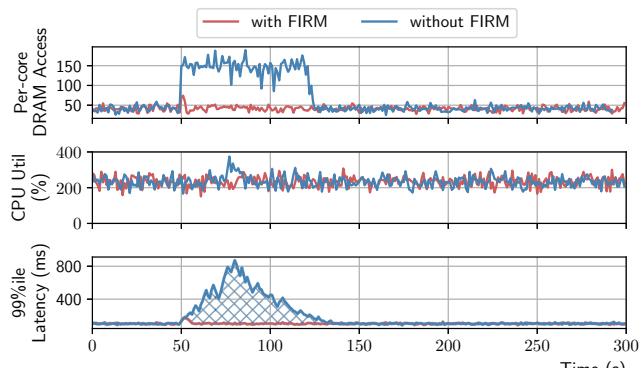 with FIRM
without FIRM
Per-core
DRAM Access
150
100
50
CPU Util
(%)
400
200
0
99%ile
Latency (ms)
800
400
0
50
100
150
200
250
300
Time (s)